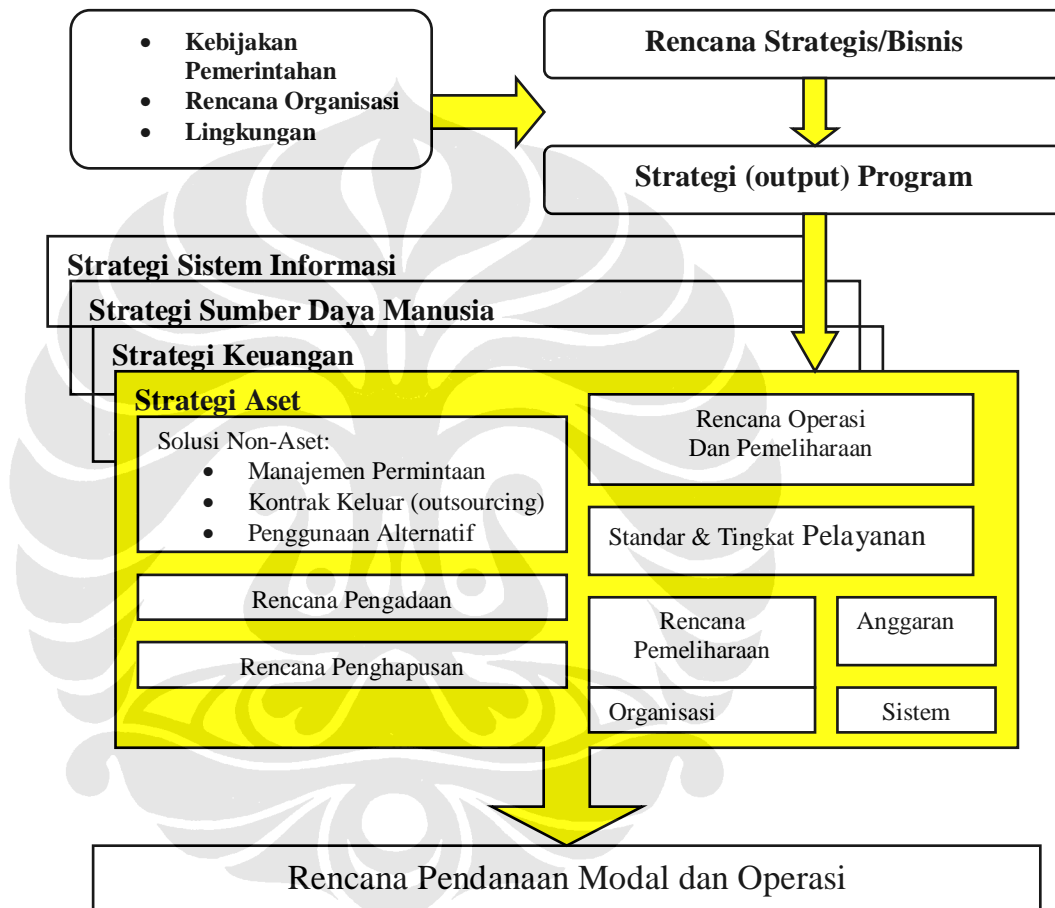 • Kebijakan
Pemerintahan
• Rencana Organisasi
• Lingkungan
Rencana Strategis/Bisnis
Strategi (output) Program
Strategi Sistem Informasi
Strategi Sumber Daya Manusia
Strategi Keuangan
Strategi Aset
Solusi Non-Aset:
• Manajemen Permintaan
• Kontrak Keluar (outsourcing)
• Penggunaan Alternatif
Rencana Pengadaan
Rencana Penghapusan
Rencana Operasi
Dan Pemeliharaan
Standar & Tingkat Pelayanan
Rencana
Pemeliharaan
Anggaran
Organisasi
Sistem
Rencana Pendanaan Modal dan Operasi